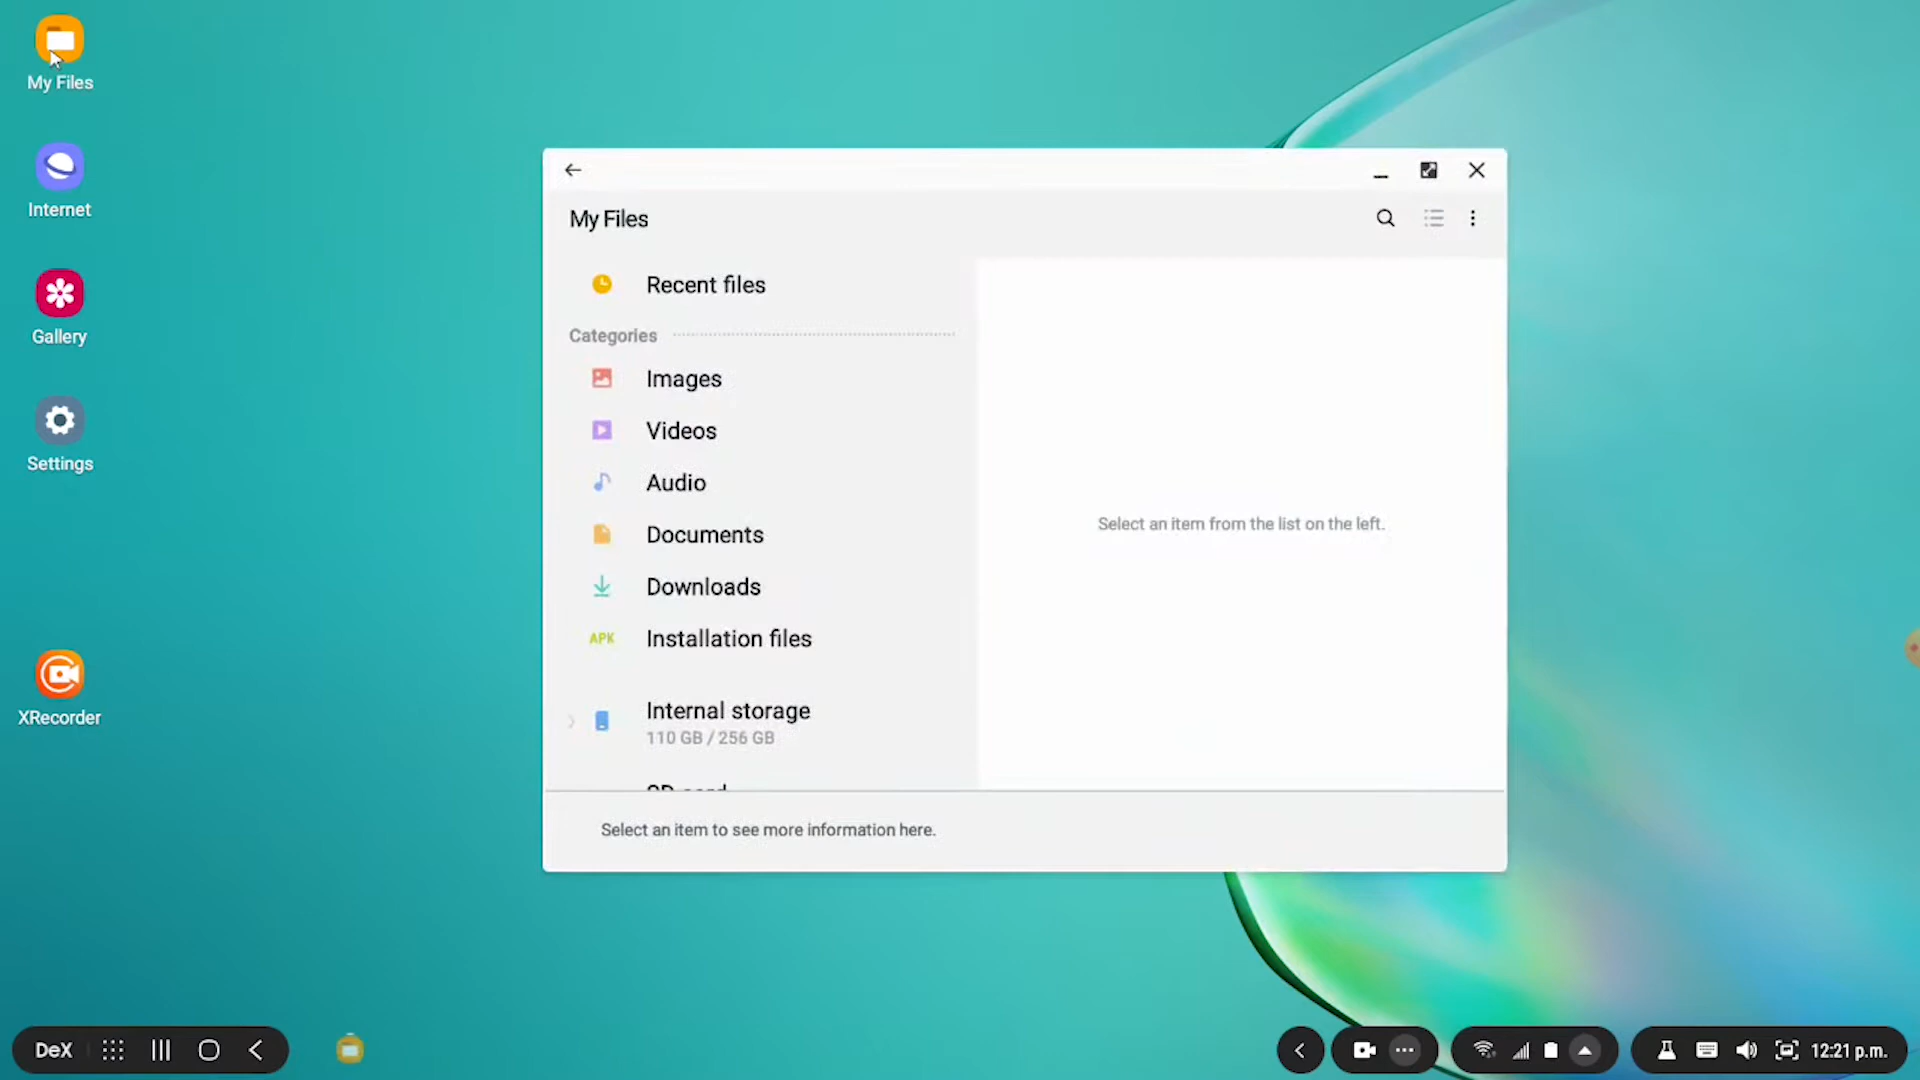 My Files
Internet
Gallery
Settings
XRecorder
My Files
Recent files
Categories
Images
Videos
Audio
Documents
Downloads
APK Installation files
Internal storage
110 GB / 256 GB
SD card
Select an item from the list on the left.
Select an item to see more information here.
DeX
12:21 p.m.